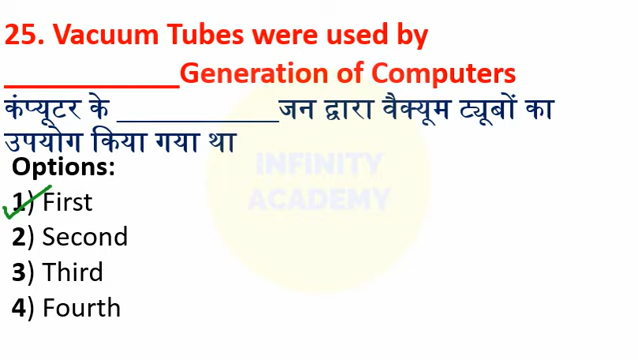 25. Vacuum Tubes were used by
____________Generation of Computers
कंप्यूटर के ____________जन द्वारा वैक्यूम ट्यूबों का
उपयोग किया गया था
Options:
1) First
2) Second
3) Third
4) Fourth
INFINITY
ACADEMY